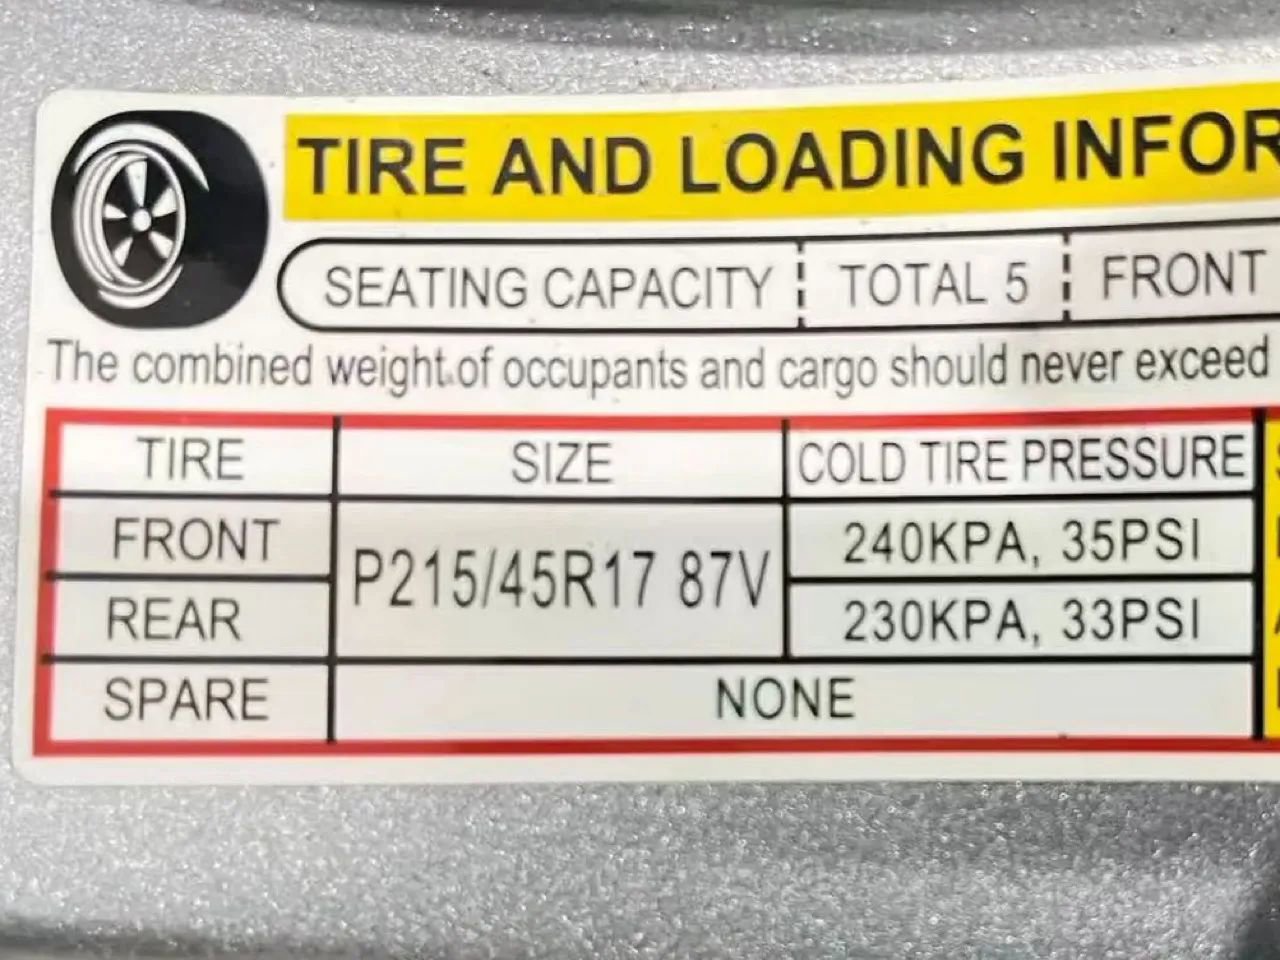 TIRE AND LOADING INFOR
SEATING CAPACITY TOTAL 5 FRONT
The combined weight of occupants and cargo should never exceed
TIRE SIZE COLD TIRE PRESSURE
FRONT P215/45R17 87V 240KPA, 35PSI
REAR 230KPA, 33PSI
SPARE NONE